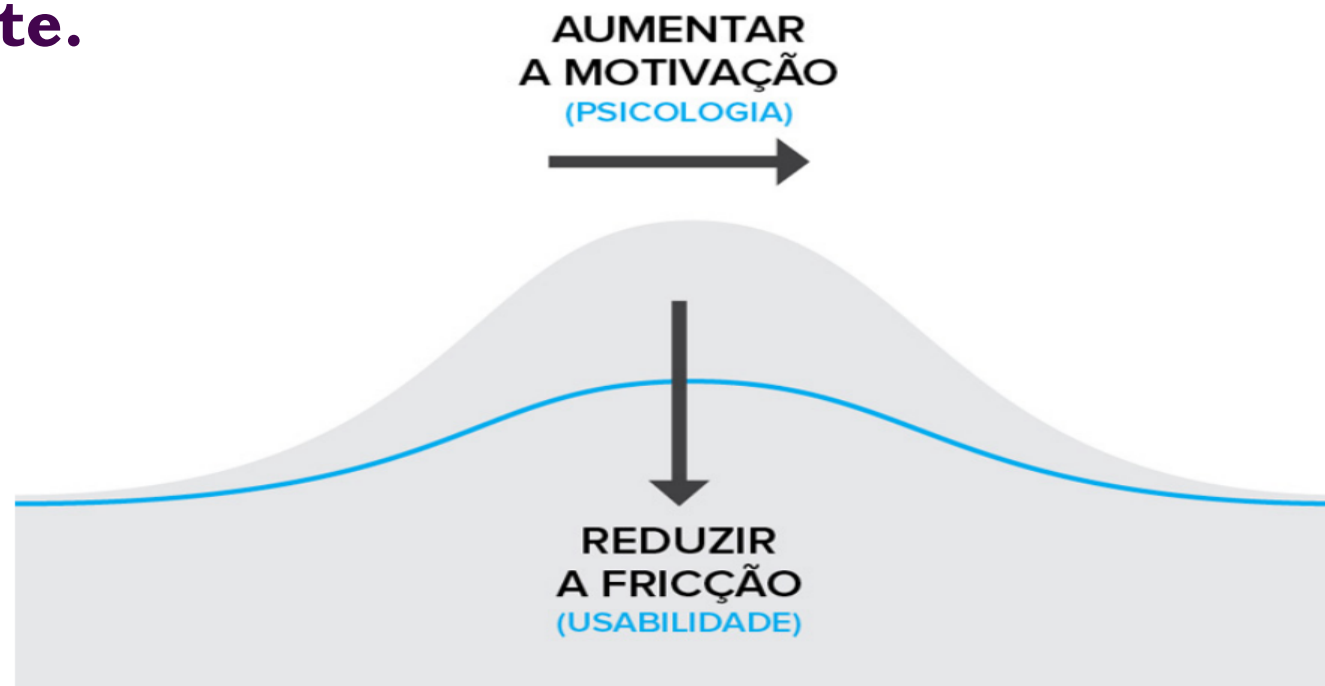 te.
AUMENTAR
A MOTIVAÇÃO
(PSICOLOGIA)
REDUZIR
A FRICÇÃO
(USABILIDADE)